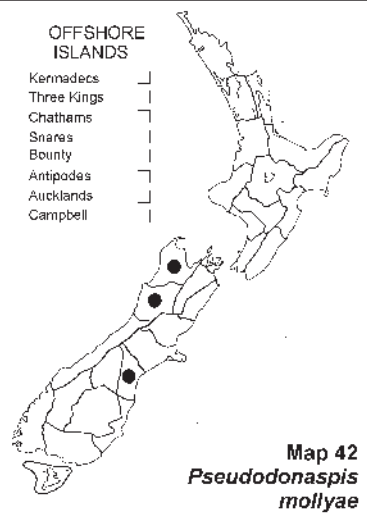 OFFSHORE
ISLANDS
Kermadecs
Three Kings
Chathams
Snares
Bounty
Antipodes
Aucklands
Campbell
Map 42
Pseudodonaspis
mollyae